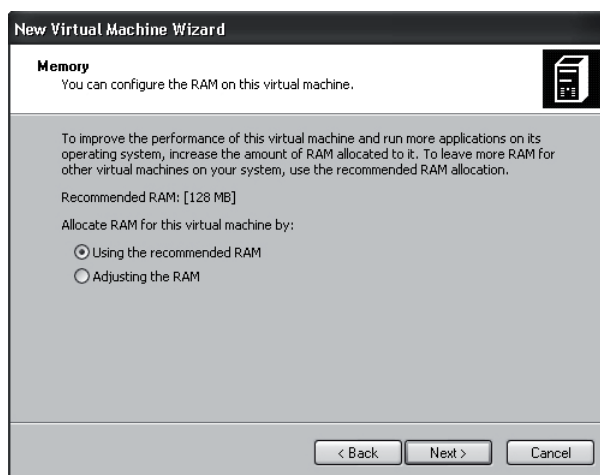 New Virtual Machine Wizard
Memory
You can configure the RAM on this virtual machine.
To improve the performance of this virtual machine and run more applications on its
operating system, increase the amount of RAM allocated to it. To leave more RAM for
other virtual machines on your system, use the recommended RAM allocation.
Recommended RAM: [128 MB]
Allocate RAM for this virtual machine by:
Using the recommended RAM
Adjusting the RAM
< Back Next > Cancel